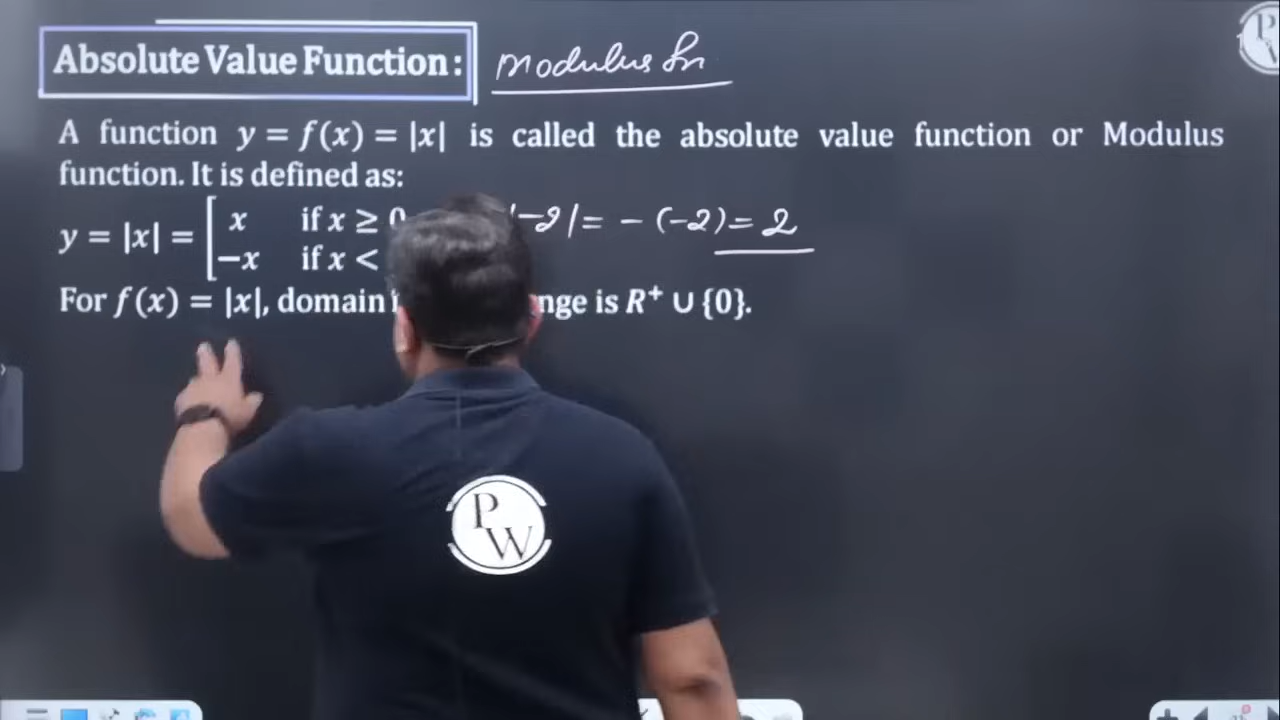 Absolute Value Function: modulus fn
A function y = f(x) = |x| is called the absolute value function or Modulus
function. It is defined as:
y = |x| = [ x if x ≥ 0 |-2| = -(-2) = 2
-x if x <
For f(x) = |x|, domain is R⁺ ∪ {0}.
P
W
P
W